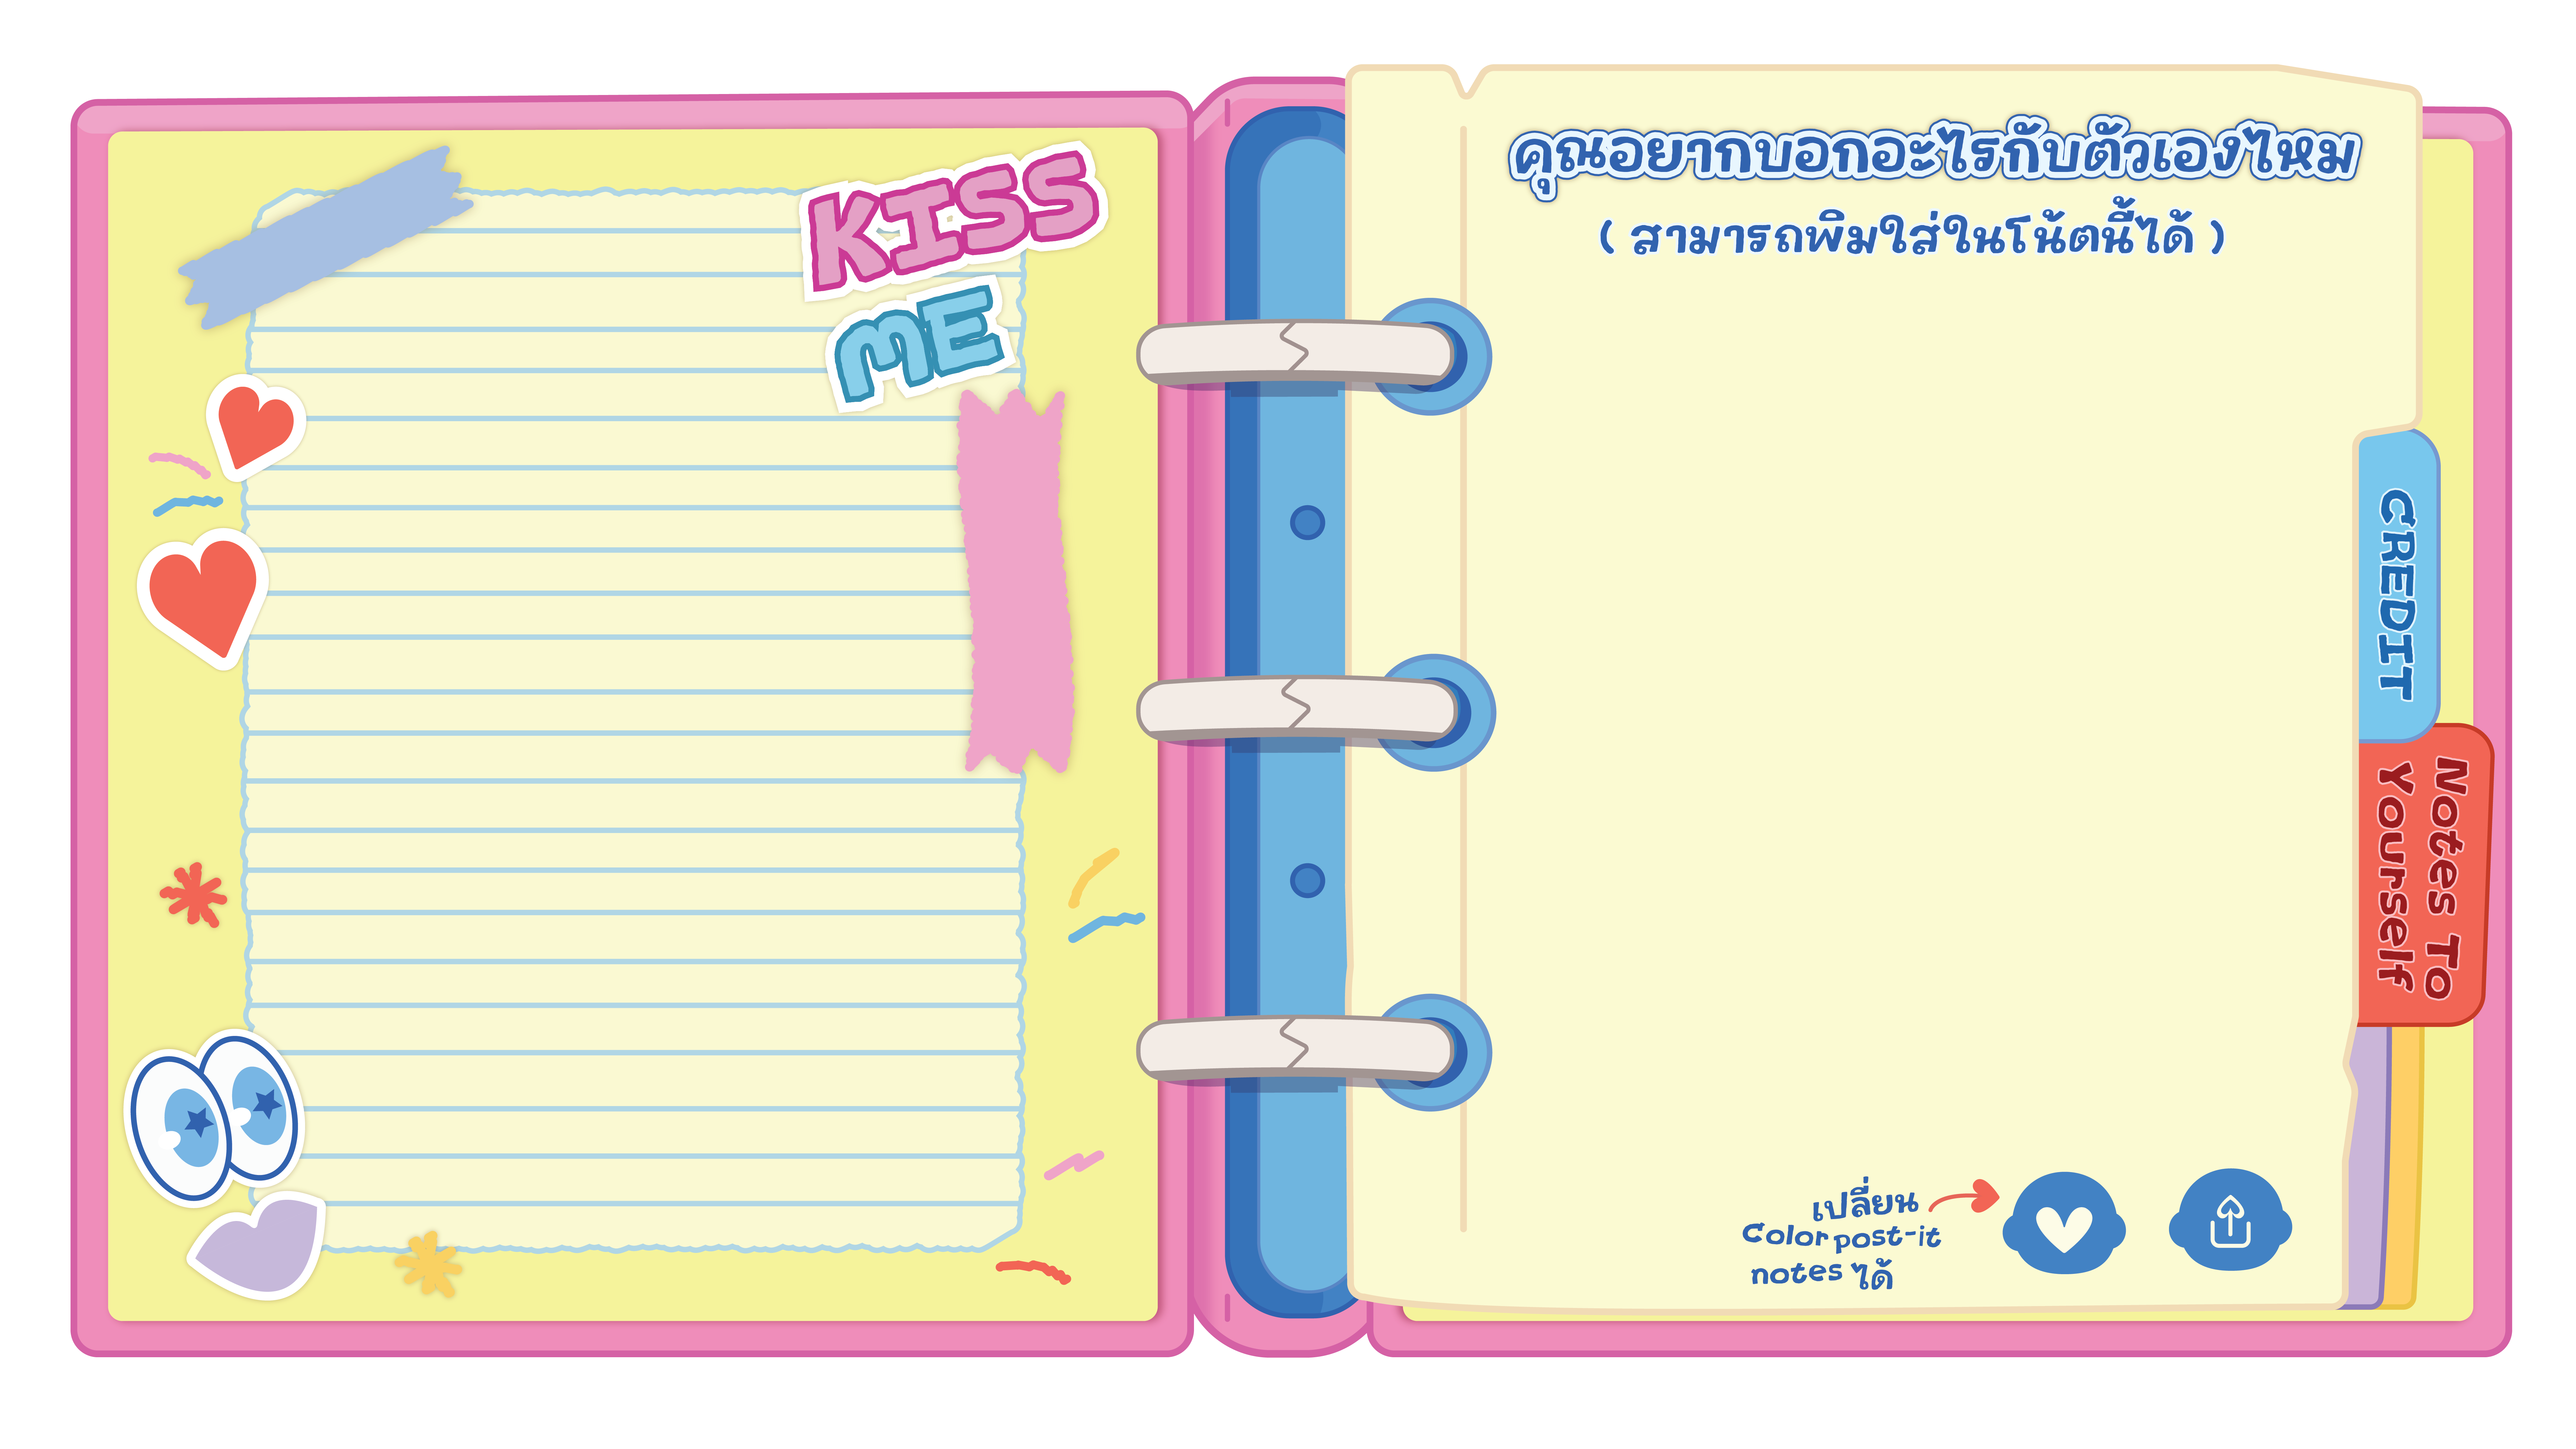 KISS
ME
คุณอยากบอกอะไรกับตัวเองไหม
( สามารถพิมใส่ในโน้ตนี้ได้ )
CREDIT
Notes To
Yourself
เปลี่ยน
Color post-it
notes ได้